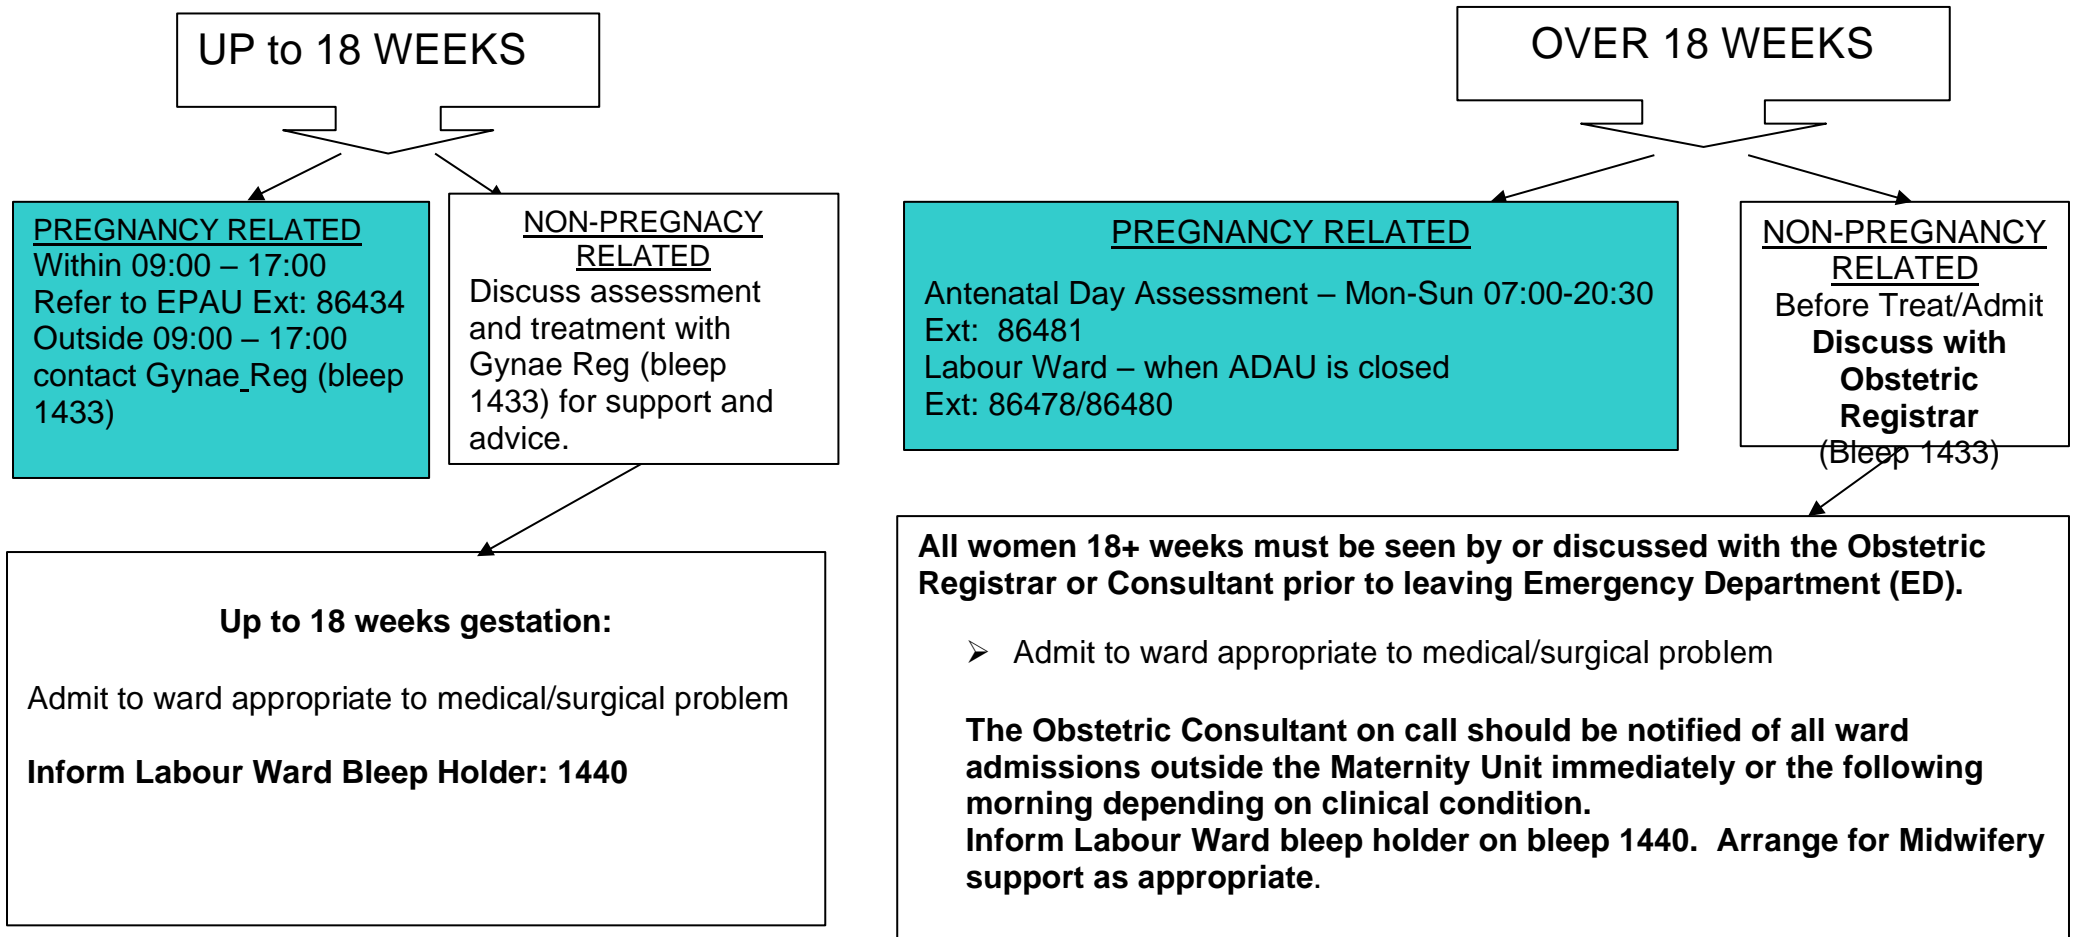 UP to 18 WEEKS
OVER 18 WEEKS
PREGNANCY RELATED
Within 09:00 – 17:00
Refer to EPAU Ext: 86434
Outside 09:00 – 17:00
contact Gynae Reg (bleep
1433)
NON-PREGNACY
RELATED
Discuss assessment
and treatment with
Gynae Reg (bleep
1433) for support and
advice.
PREGNANCY RELATED
Antenatal Day Assessment – Mon-Sun 07:00-20:30
Ext:  86481
Labour Ward – when ADAU is closed
Ext: 86478/86480
NON-PREGNANCY
RELATED
Before Treat/Admit
Discuss with
Obstetric
Registrar
(Bleep 1433)
Up to 18 weeks gestation:
Admit to ward appropriate to medical/surgical problem
Inform Labour Ward Bleep Holder: 1440
All women 18+ weeks must be seen by or discussed with the Obstetric
Registrar or Consultant prior to leaving Emergency Department (ED).
➢ Admit to ward appropriate to medical/surgical problem
The Obstetric Consultant on call should be notified of all ward
admissions outside the Maternity Unit immediately or the following
morning depending on clinical condition.
Inform Labour Ward bleep holder on bleep 1440.  Arrange for Midwifery
support as appropriate.